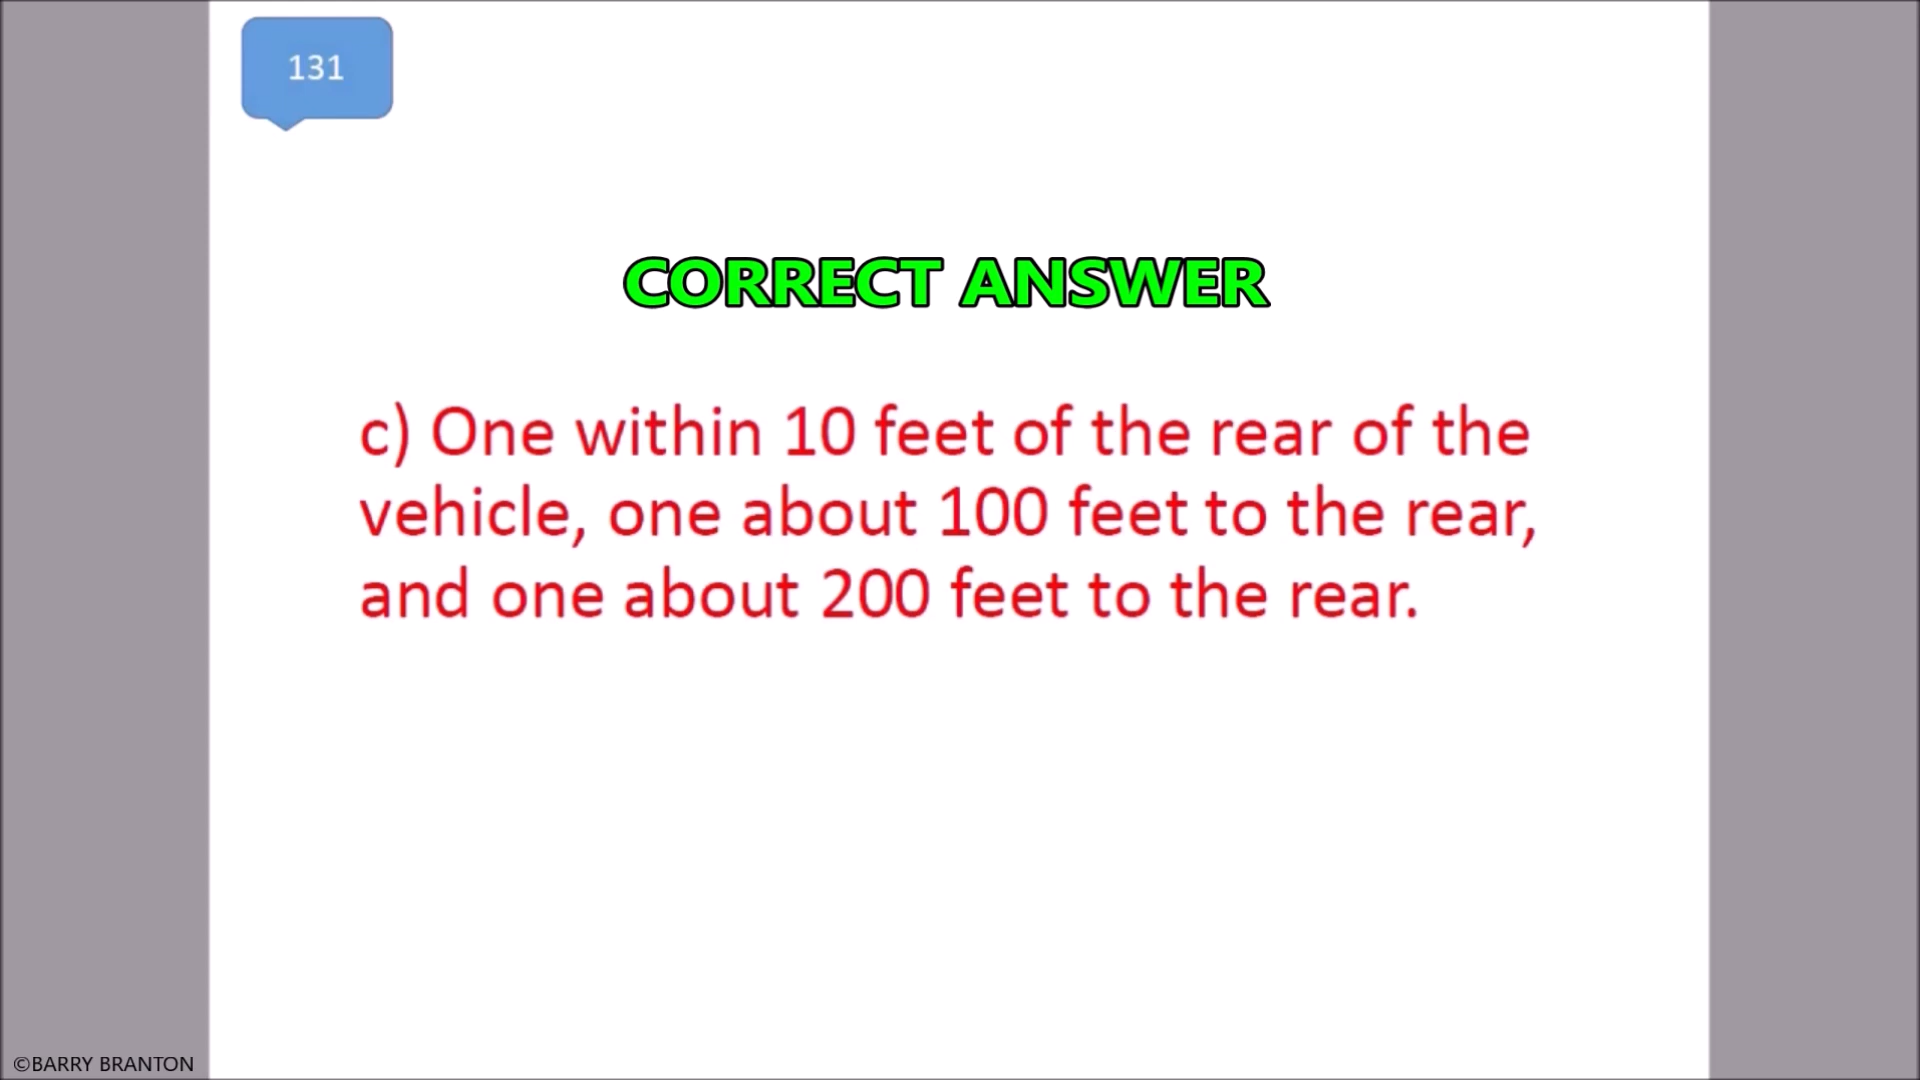 131
CORRECT ANSWER
c) One within 10 feet of the rear of the
vehicle, one about 100 feet to the rear,
and one about 200 feet to the rear.
©BARRY BRANTON